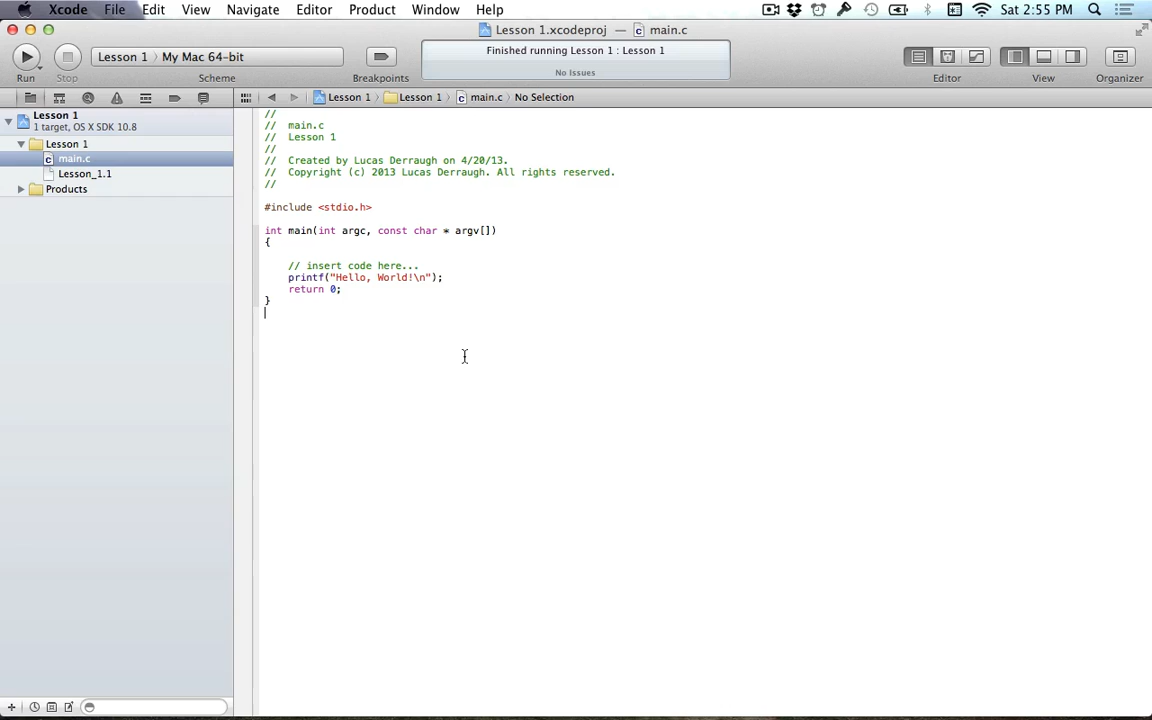 Xcode File Edit View Navigate Editor Product Window Help Sat 2:55 PM
Lesson 1.xcodeproj — main.c
Lesson 1 My Mac 64-bit
Finished running Lesson 1 : Lesson 1
No Issues
Run Stop Scheme Breakpoints Editor View Organizer
Lesson 1 Lesson 1 main.c No Selection
Lesson 1
1 target, OS X SDK 10.8
Lesson 1
main.c
Lesson_1.1
Products
//
// main.c
// Lesson 1
//
// Created by Lucas Derraugh on 4/20/13.
// Copyright (c) 2013 Lucas Derraugh. All rights reserved.
//
#include <stdio.h>
int main(int argc, const char * argv[])
{
// insert code here...
printf("Hello, World!\n");
return 0;
}